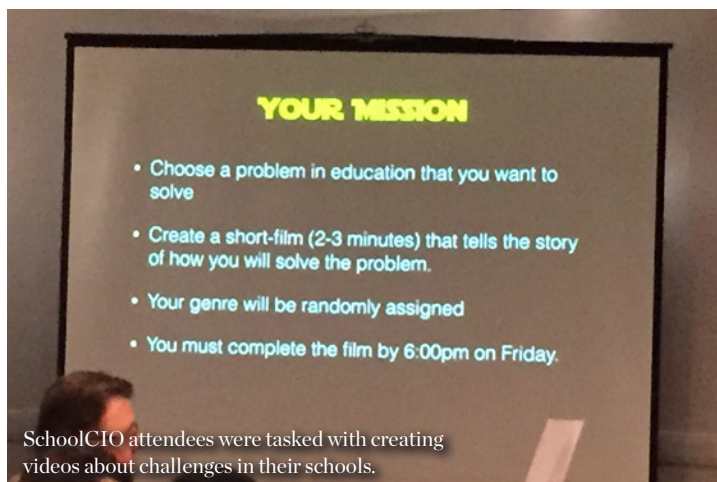 YOUR MISSION
• Choose a problem in education that you want to
solve
• Create a short-film (2-3 minutes) that tells the story
of how you will solve the problem.
• Your genre will be randomly assigned
• You must complete the film by 6:00pm on Friday.
SchoolCIO attendees were tasked with creating
videos about challenges in their schools.